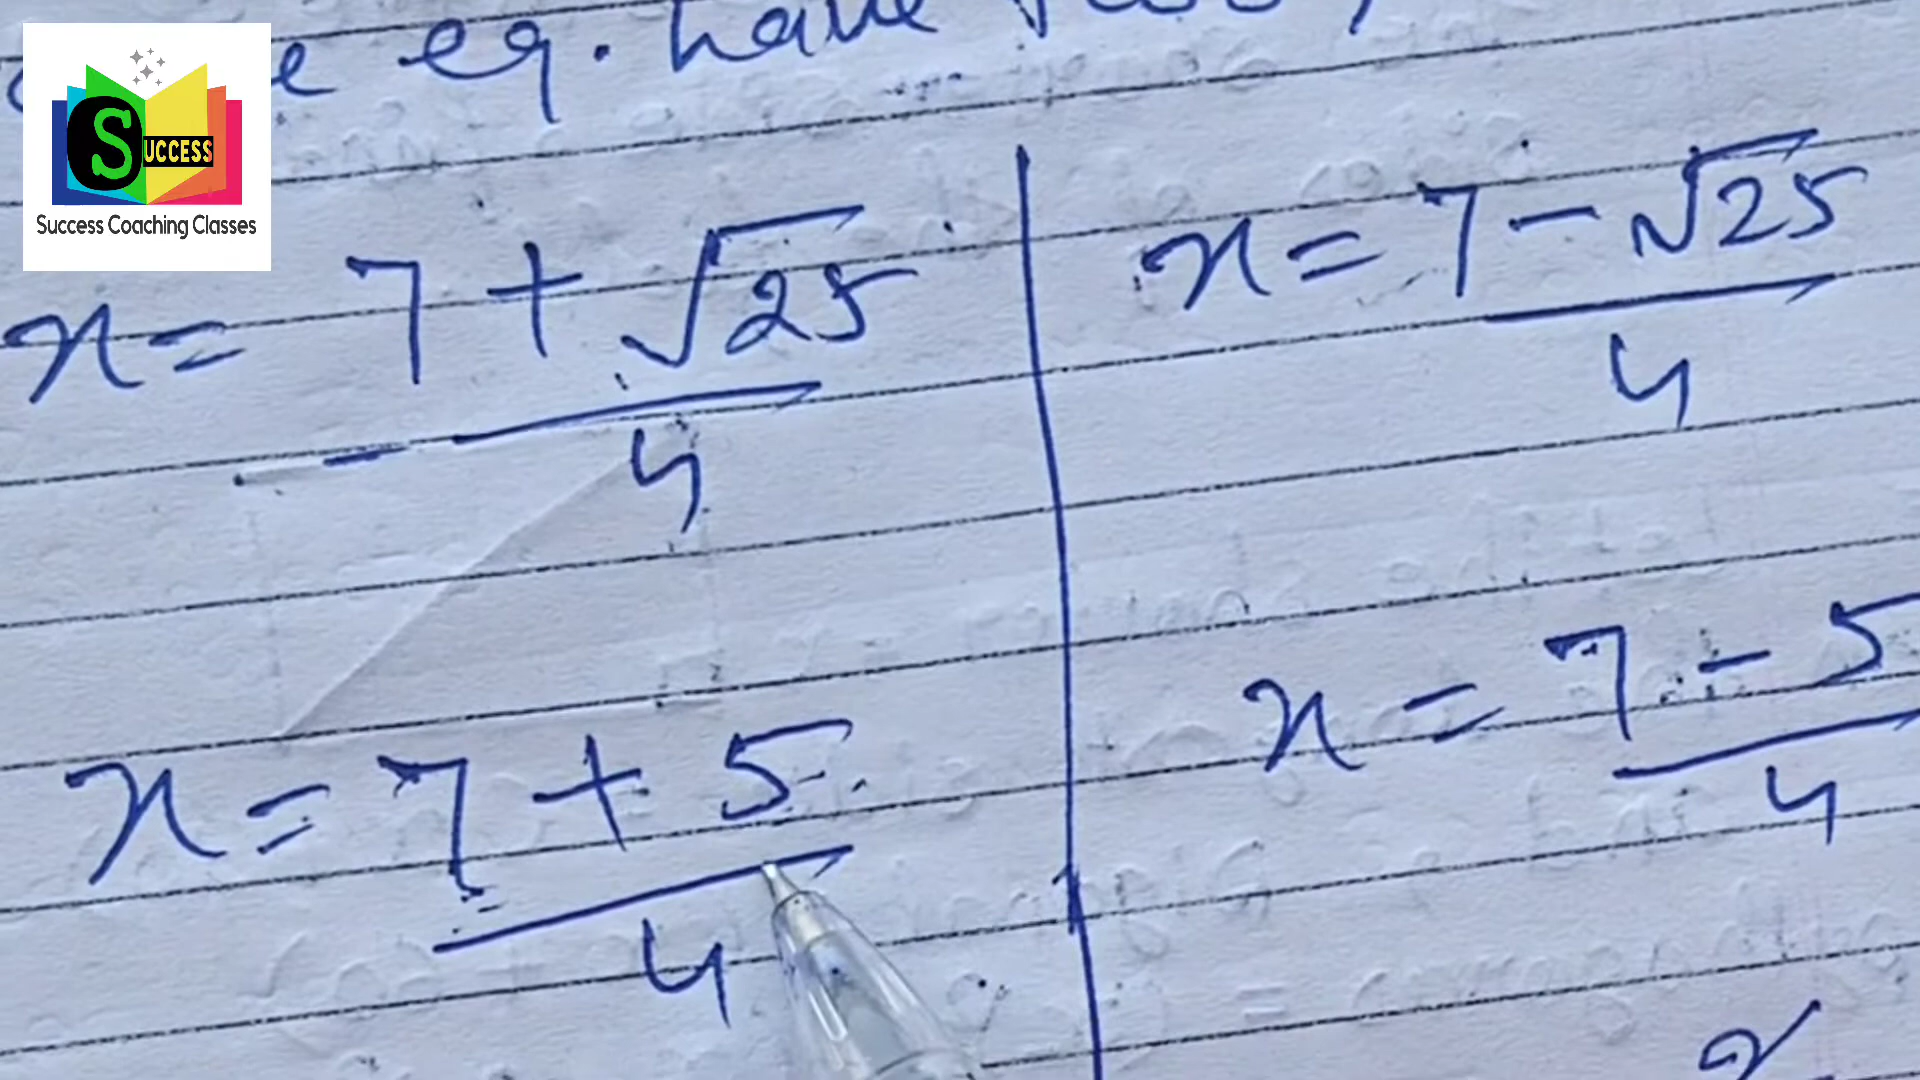 eq. have
SUCCESS
Success Coaching Classes
x = 7 + √25 / 4
x = 7 - √25 / 4
x = 7 + 5 / 4
x = 7 - 5 / 4